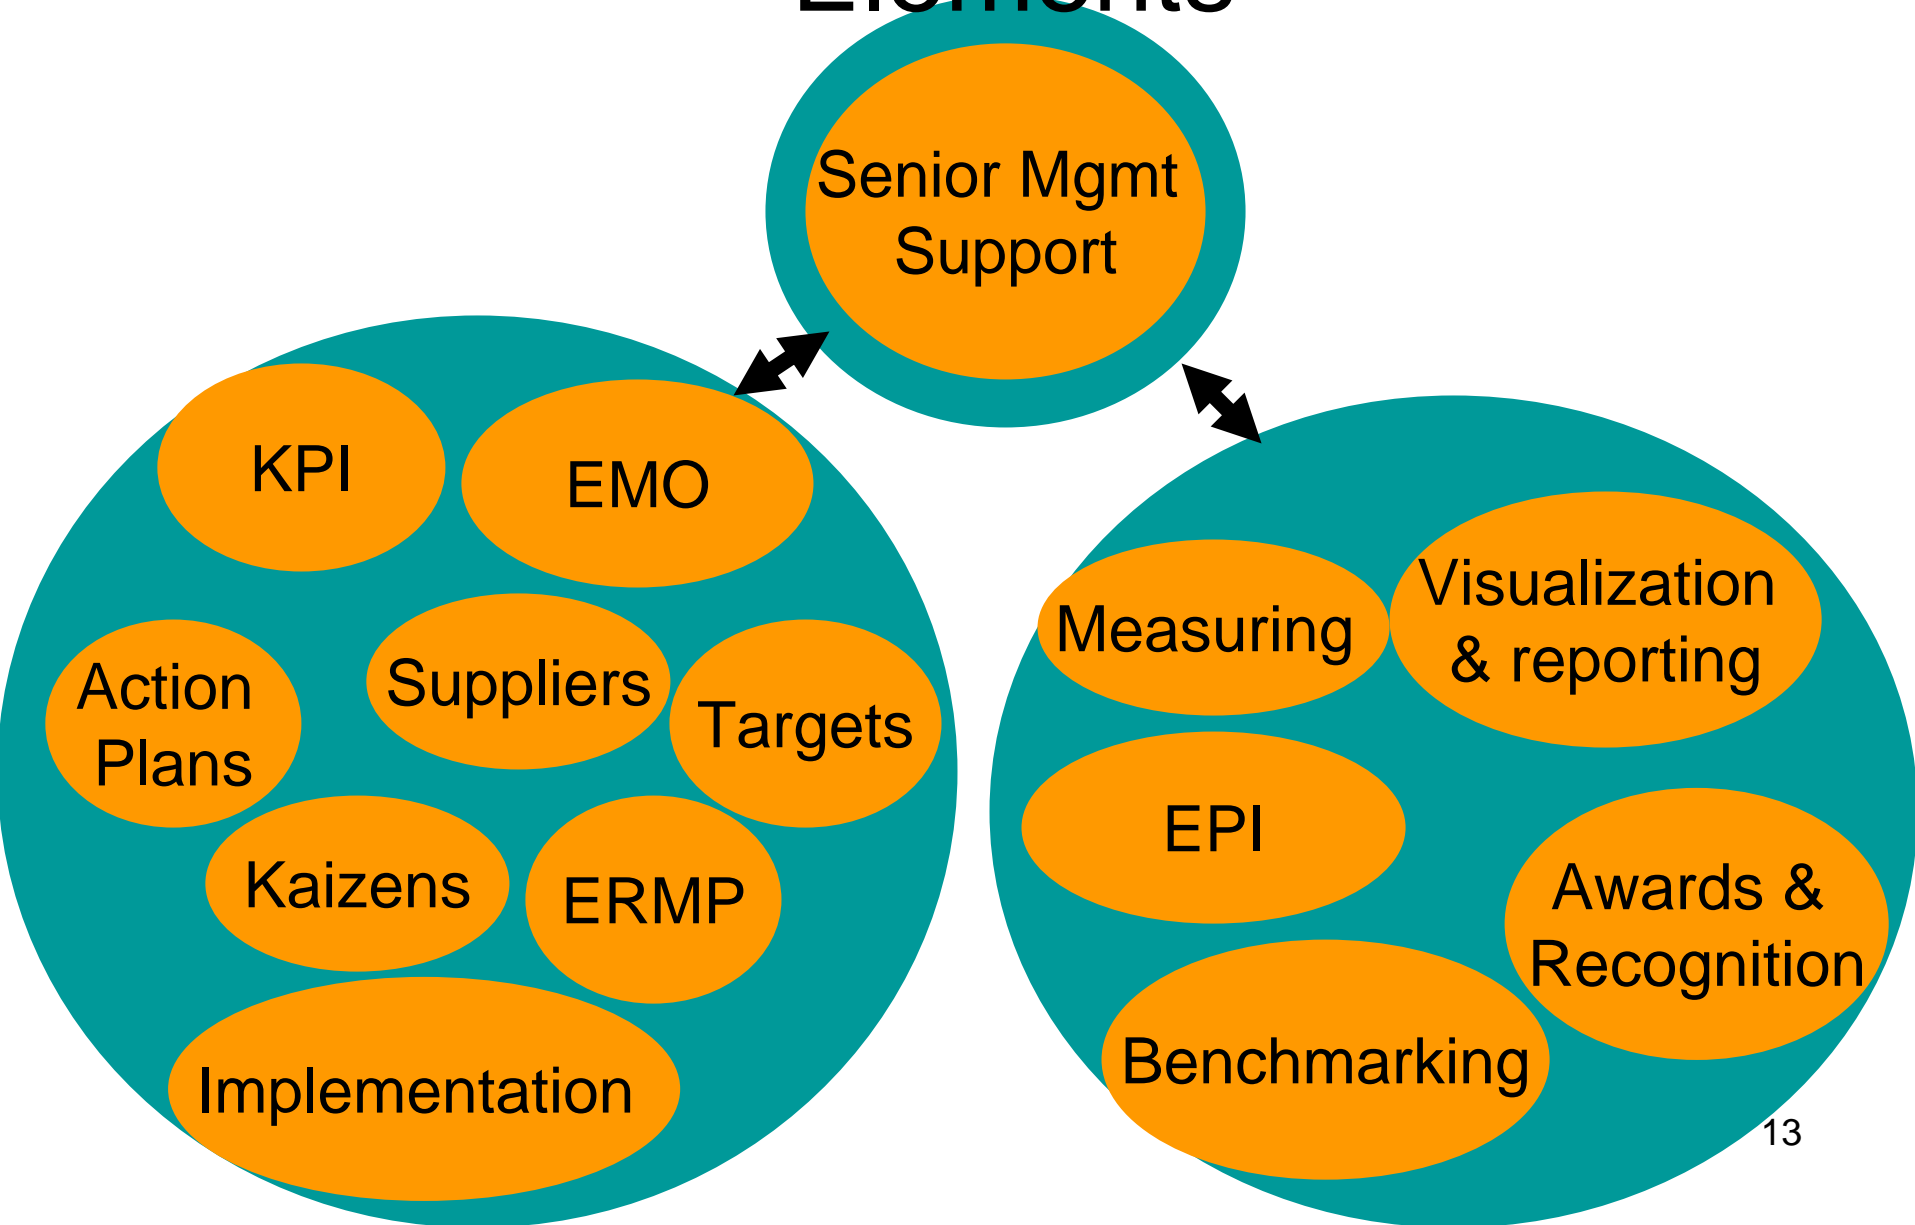 Elements
Senior Mgmt
Support
KPI
EMO
Action
Plans
Suppliers
Targets
Kaizens
ERMP
Implementation
Measuring
Visualization
& reporting
EPI
Awards &
Recognition
Benchmarking
13